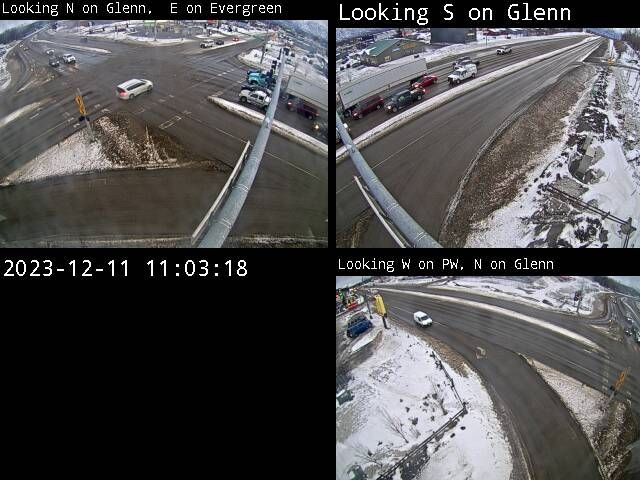 Looking N on Glenn,  E on Evergreen
Looking S on Glenn
2023-12-11 11:03:18
Looking W on PW, N on Glenn